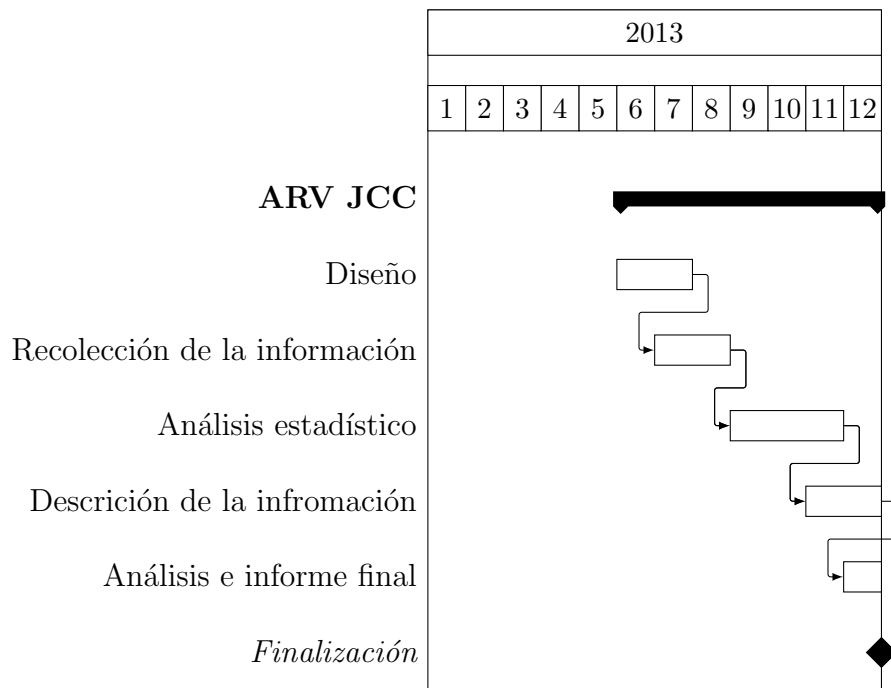 2013
1 2 3 4 5 6 7 8 9 10 11 12
ARV JCC
Diseño
Recolección de la información
Análisis estadístico
Descrición de la infromación
Análisis e informe final
Finalización